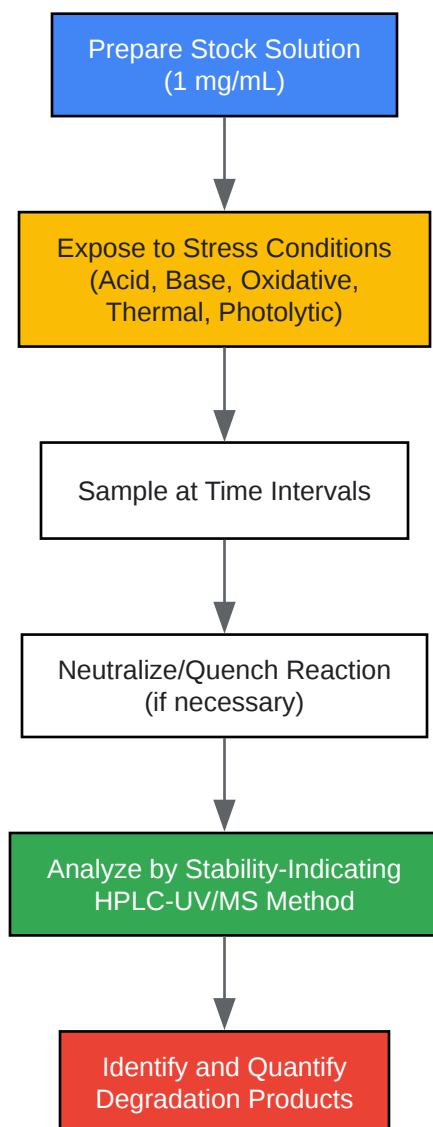 Prepare Stock Solution
(1 mg/mL)
Expose to Stress Conditions
(Acid, Base, Oxidative,
Thermal, Photolytic)
Sample at Time Intervals
Neutralize/Quench Reaction
(if necessary)
Analyze by Stability-Indicating
HPLC-UV/MS Method
Identify and Quantify
Degradation Products